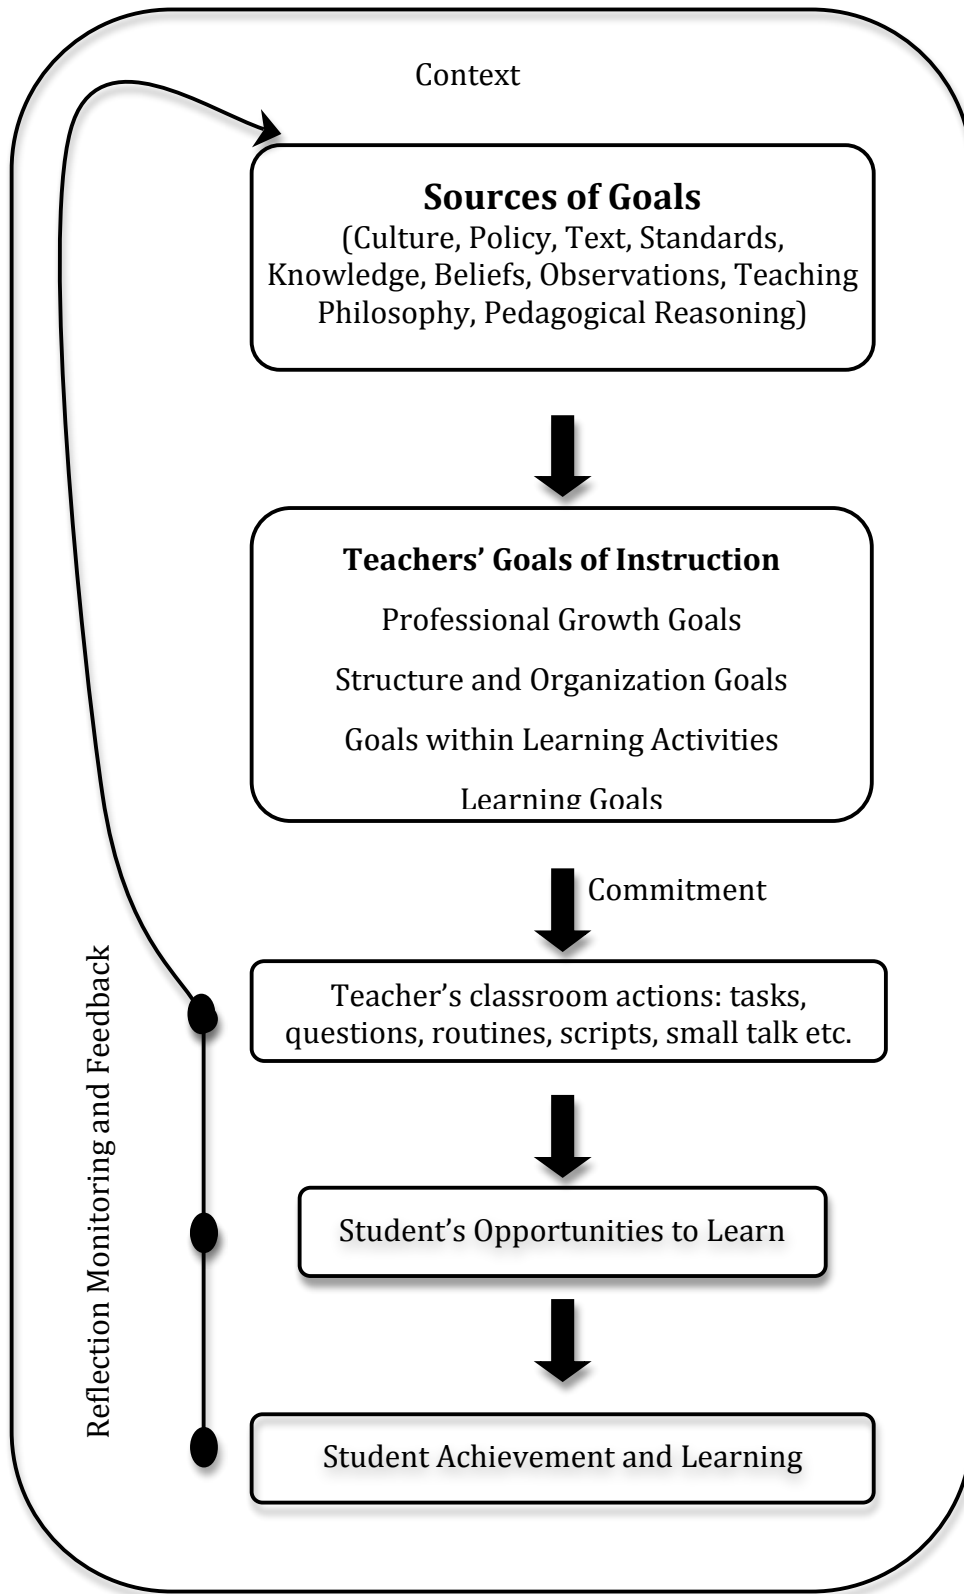 Context
Sources of Goals
(Culture, Policy, Text, Standards,
Knowledge, Beliefs, Observations, Teaching
Philosophy, Pedagogical Reasoning)
Teachers’ Goals of Instruction
Professional Growth Goals
Structure and Organization Goals
Goals within Learning Activities
Learning Goals
Commitment
Teacher’s classroom actions: tasks,
questions, routines, scripts, small talk etc.
Student’s Opportunities to Learn
Student Achievement and Learning
Reflection Monitoring and Feedback